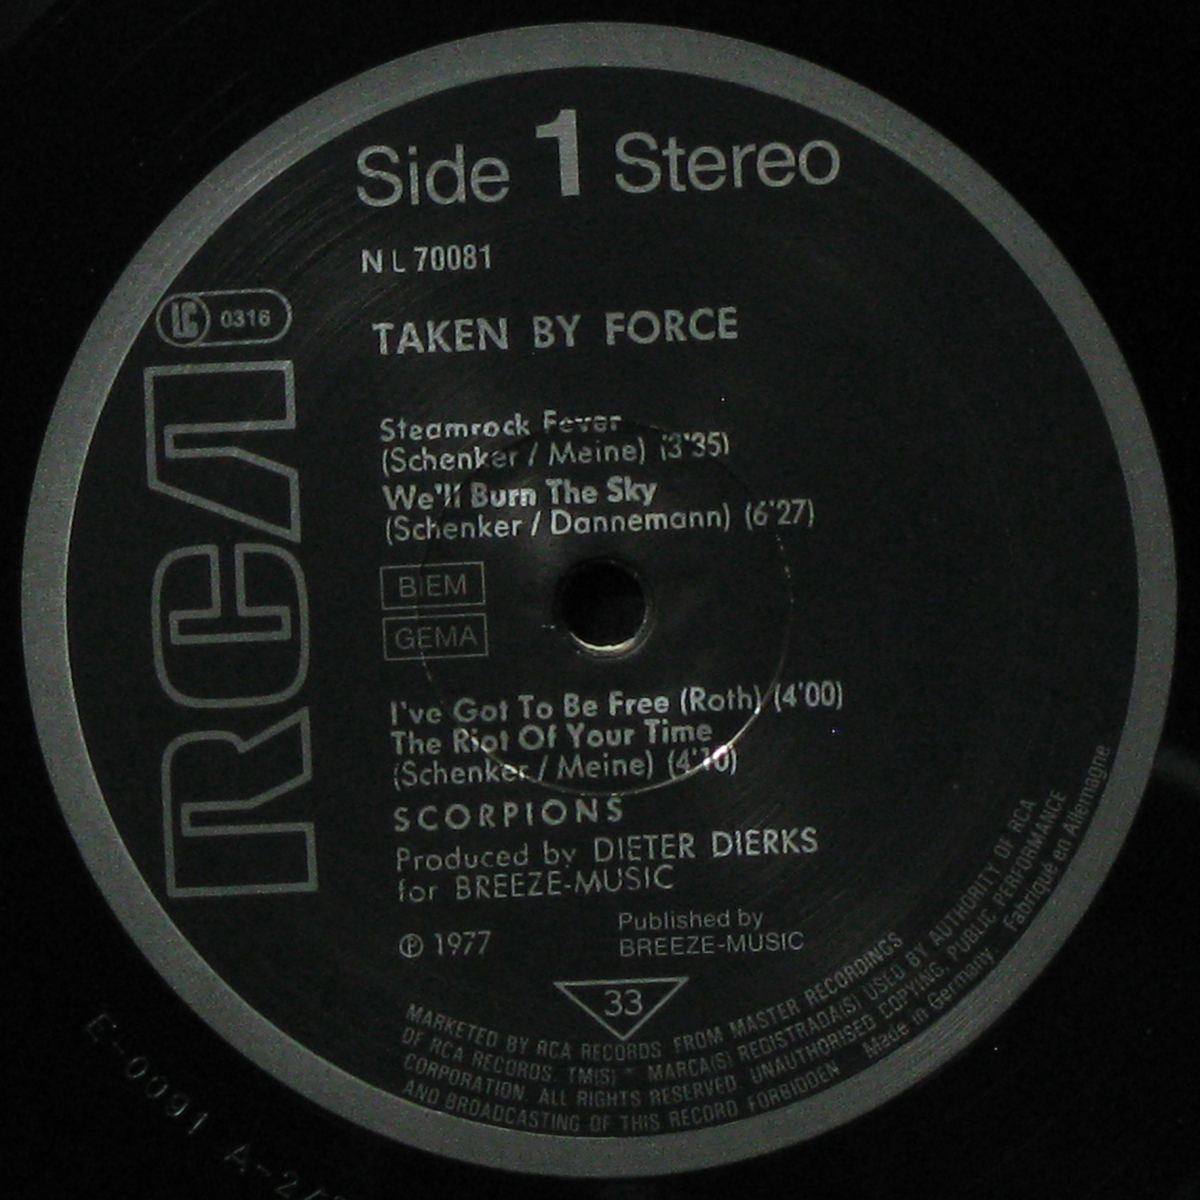 Side 1 Stereo
NL 70081
LC 0316
RCA
TAKEN BY FORCE
Steamrock Fever
(Schenker / Meine) (3'35)
We'll Burn The Sky
(Schenker / Dannemann) (6'27)
BIEM
GEMA
I've Got To Be Free (Roth) (4'00)
The Riot Of Your Time
(Schenker / Meine) (4'10)
SCORPIONS
Produced by DIETER DIERKS
for BREEZE-MUSIC
℗ 1977
Published by
BREEZE-MUSIC
33
MARKETED BY RCA RECORDS FROM MASTER RECORDINGS
OF RCA RECORDS. TM(S) ® MARCA(S) REGISTRADA(S) USED BY AUTHORITY OF RCA
CORPORATION. ALL RIGHTS RESERVED. UNAUTHORISED COPYING, PUBLIC PERFORMANCE
AND BROADCASTING OF THIS RECORD FORBIDDEN Made in Germany. Fabriqué en Allemagne
E-0091 A-2